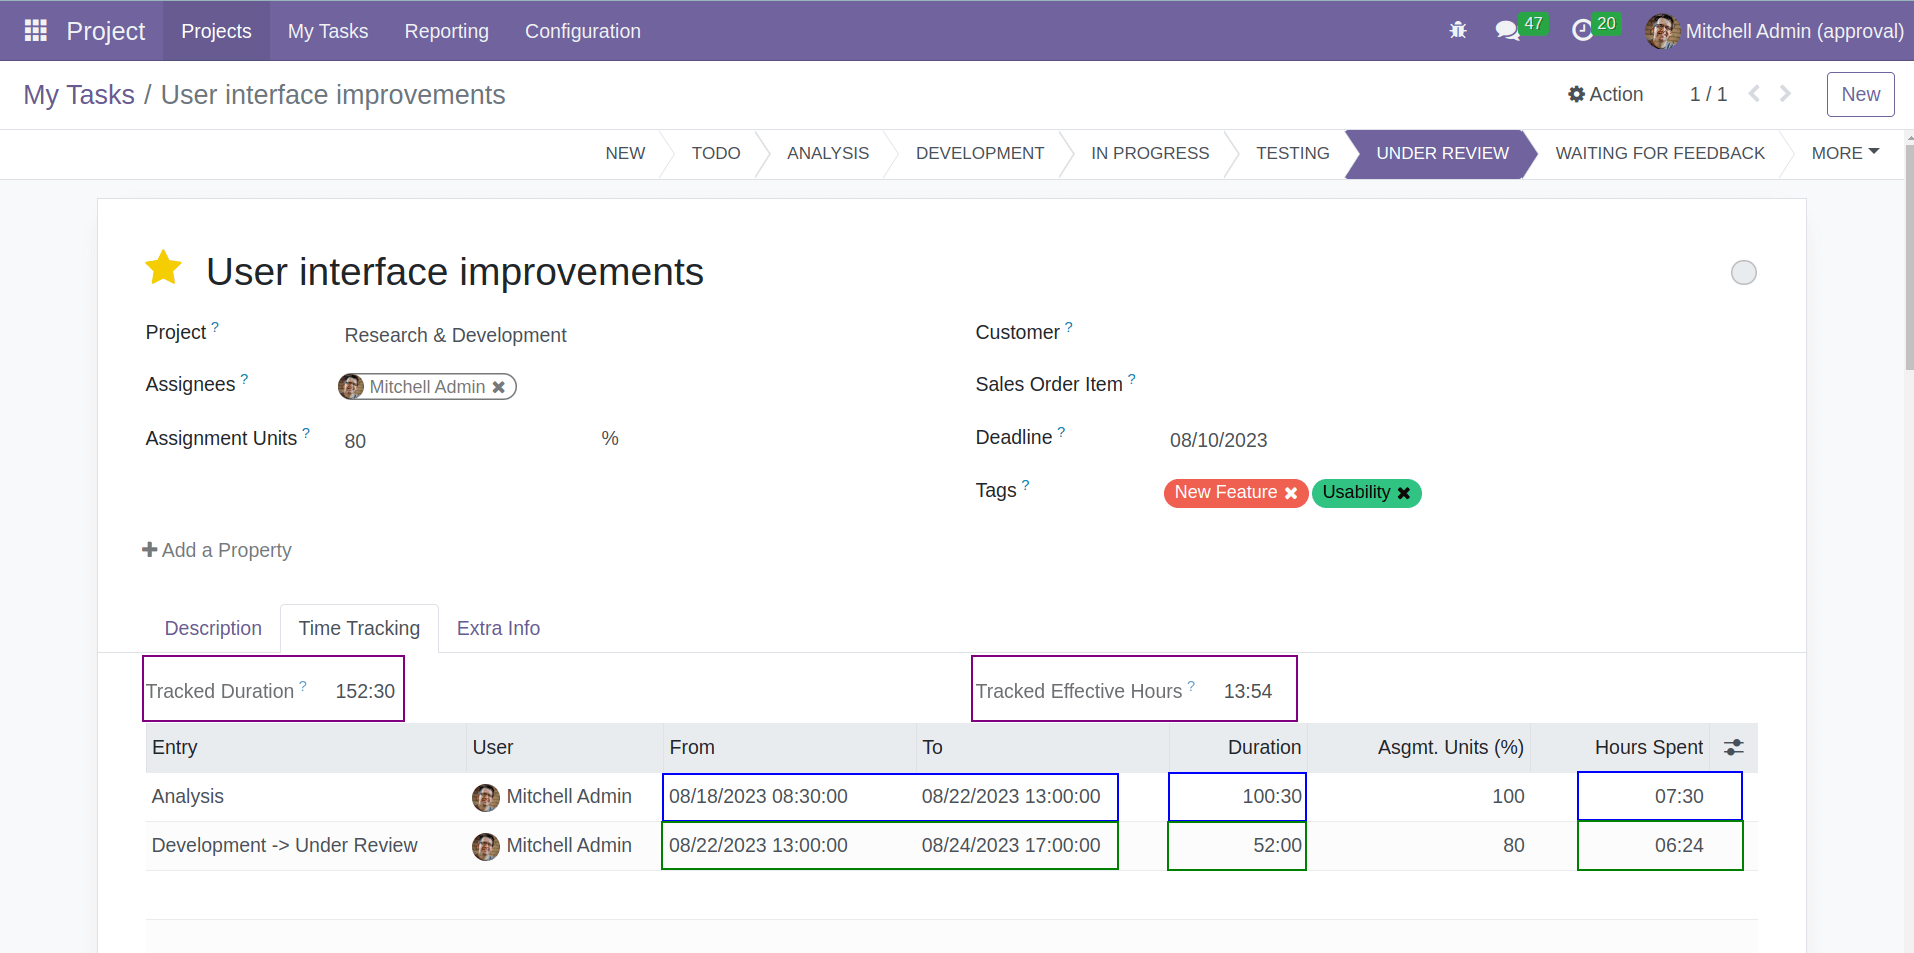 Project Projects My Tasks Reporting Configuration 47 20 Mitchell Admin (approval)
My Tasks / User interface improvements Action 1 / 1 New
NEW TODO ANALYSIS DEVELOPMENT IN PROGRESS TESTING UNDER REVIEW WAITING FOR FEEDBACK MORE
User interface improvements
Project ? Research & Development Customer ?
Assignees ? Mitchell Admin Sales Order Item ?
Assignment Units ? 80 % Deadline ? 08/10/2023
Tags ? New Feature Usability
Add a Property
Description Time Tracking Extra Info
Tracked Duration ? 152:30 Tracked Effective Hours ? 13:54
Entry User From To Duration Asgmt. Units (%) Hours Spent
Analysis Mitchell Admin 08/18/2023 08:30:00 08/22/2023 13:00:00 100:30 100 07:30
Development -> Under Review Mitchell Admin 08/22/2023 13:00:00 08/24/2023 17:00:00 52:00 80 06:24